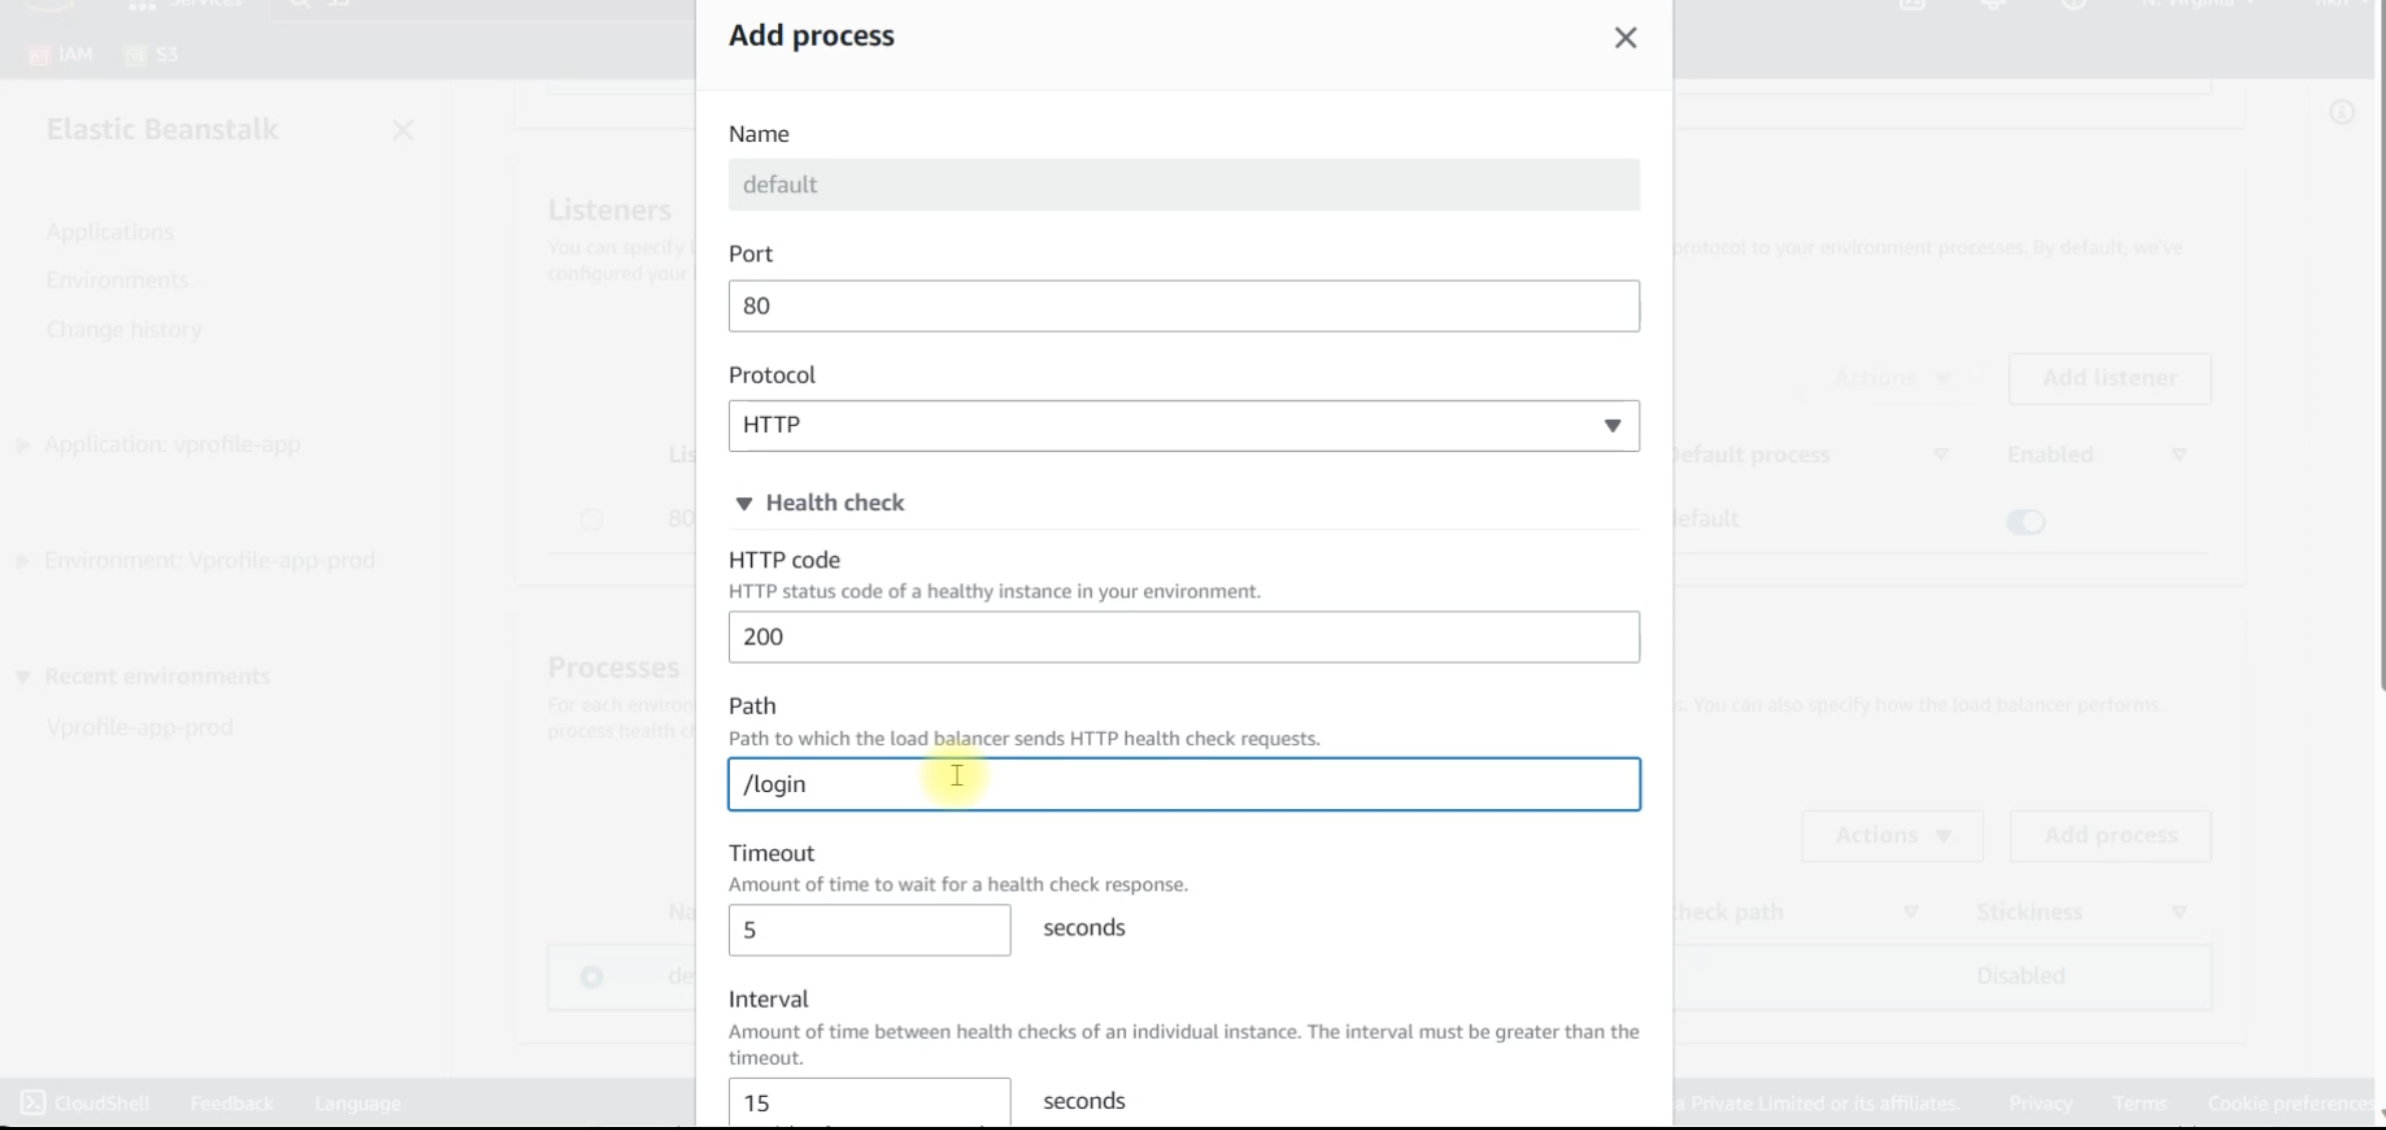 Services
S3
N. Virginia
IAM
S3
Add process
Elastic Beanstalk
Applications
Environments
Change history
Application: vprofile-app
Environment: Vprofile-app-prod
Recent environments
Vprofile-app-prod
Listeners
You can specify
protocol to your environment processes. By default, we've
configured your
Actions
Add listener
Default process
Enabled
80
default
Processes
For each environ
s. You can also specify how the load balancer performs
process health ch
Actions
Add process
Na
check path
Stickiness
de
Disabled
Name
default
Port
80
Protocol
HTTP
Health check
HTTP code
HTTP status code of a healthy instance in your environment.
200
Path
Path to which the load balancer sends HTTP health check requests.
/login
Timeout
Amount of time to wait for a health check response.
5 seconds
Interval
Amount of time between health checks of an individual instance. The interval must be greater than the
timeout.
15 seconds
CloudShell
Feedback
Language
a Private Limited or its affiliates.
Privacy
Terms
Cookie preferences